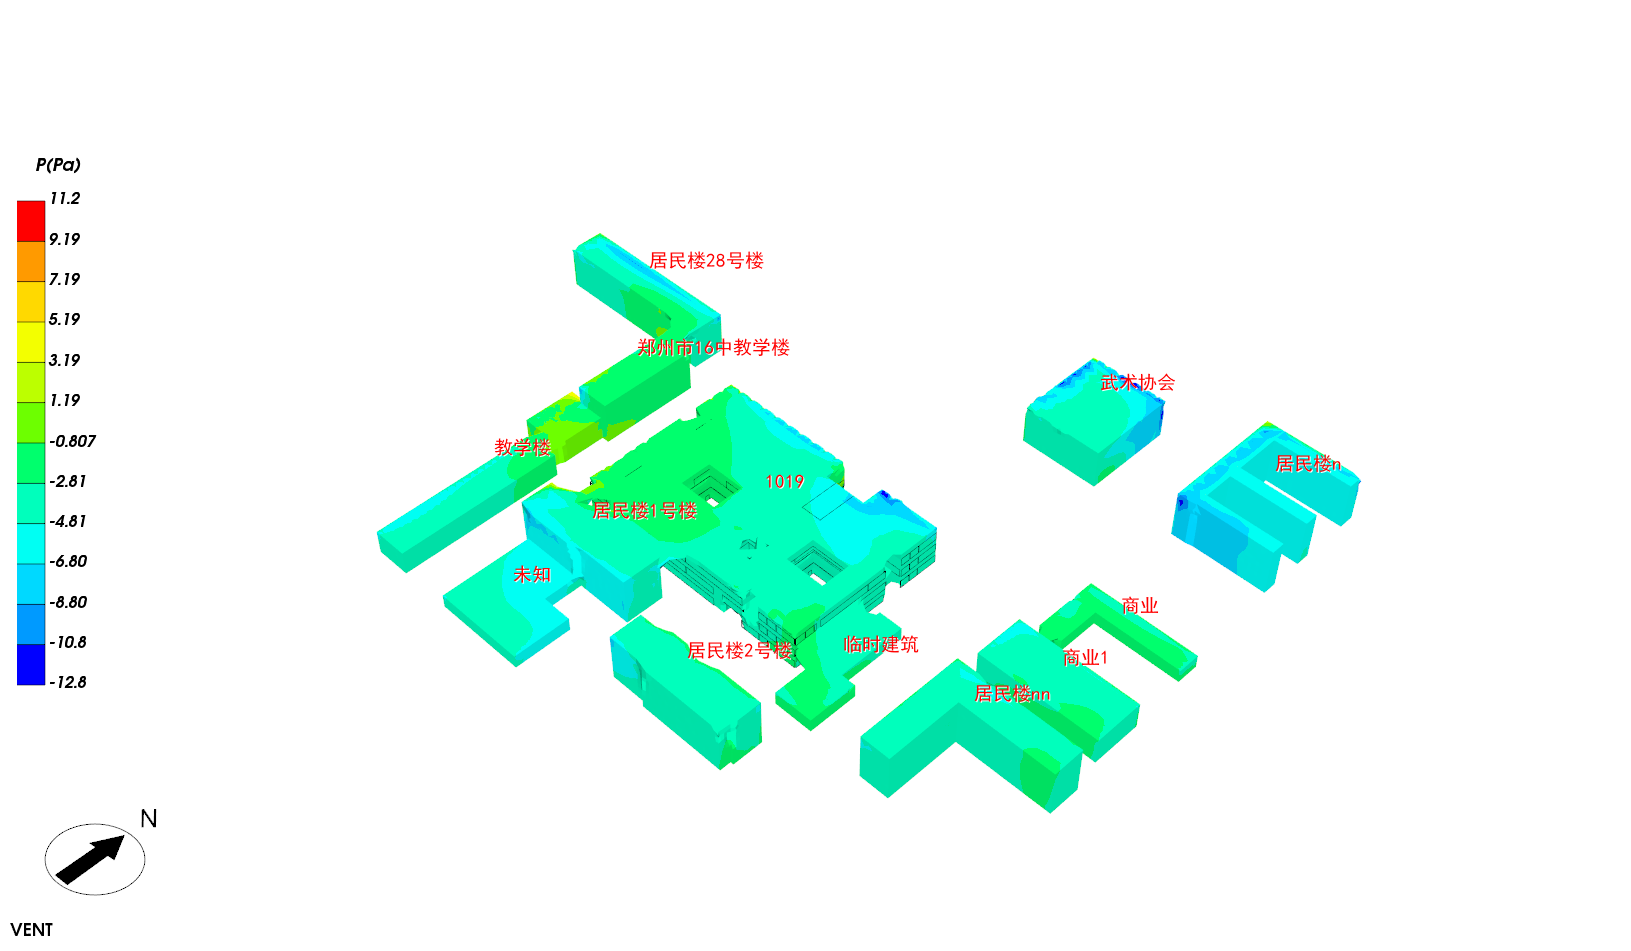 P(Pa)
11.2
9.19
7.19
5.19
3.19
1.19
-0.807
-2.81
-4.81
-6.80
-8.80
-10.8
-12.8
居民楼28号楼
郑州市16中教学楼
武术协会
教学楼
居民楼n
1019
居民楼1号楼
未知
商业
临时建筑
居民楼2号楼
商业1
居民楼nn
N
VENT